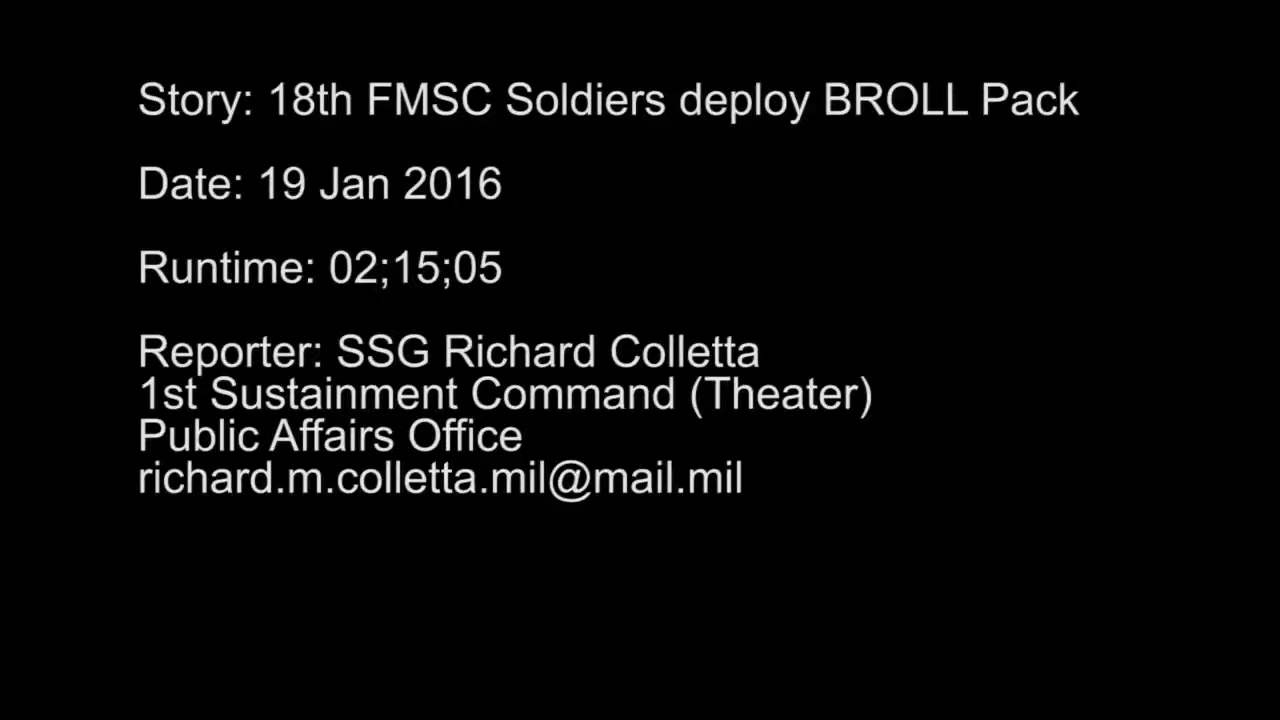 Story: 18th FMSC Soldiers deploy BROLL Pack
Date: 19 Jan 2016
Runtime: 02;15;05
Reporter: SSG Richard Colletta
1st Sustainment Command (Theater)
Public Affairs Office
richard.m.colletta.mil@mail.mil